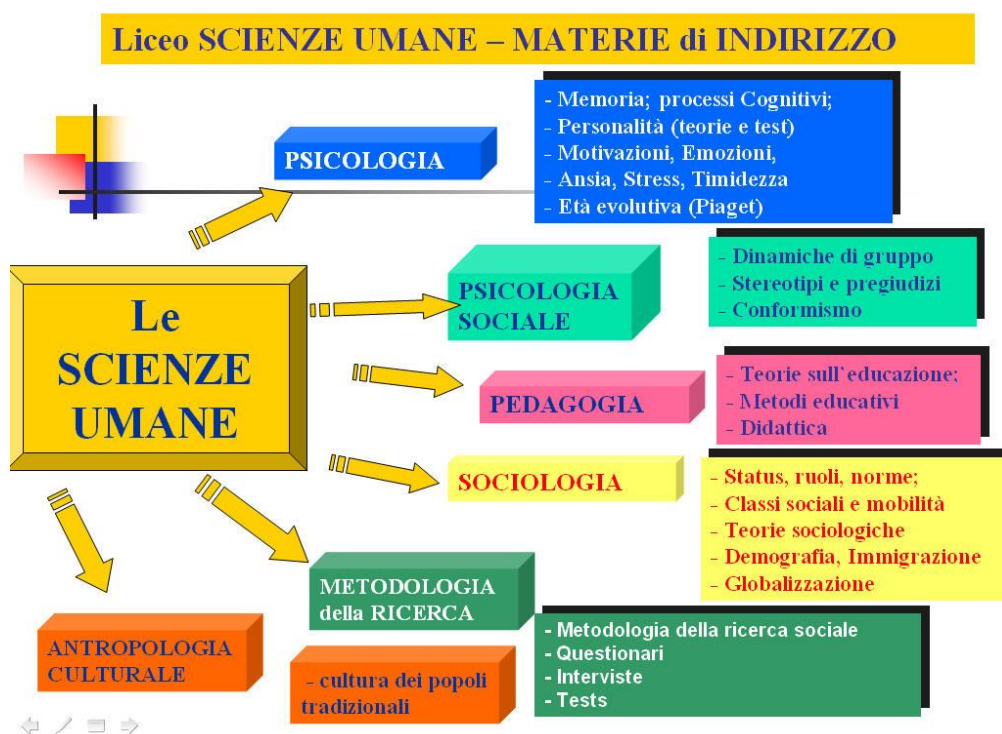 Liceo SCIENZE UMANE – MATERIE di INDIRIZZO
PSICOLOGIA
- Memoria; processi Cognitivi;
- Personalità (teorie e test)
- Motivazioni, Emozioni,
- Ansia, Stress, Timidezza
- Età evolutiva (Piaget)
Le
SCIENZE
UMANE
PSICOLOGIA
SOCIALE
- Dinamiche di gruppo
- Stereotipi e pregiudizi
- Conformismo
PEDAGOGIA
- Teorie sull`educazione;
- Metodi educativi
- Didattica
SOCIOLOGIA
- Status, ruoli, norme;
- Classi sociali e mobilità
- Teorie sociologiche
- Demografia, Immigrazione
- Globalizzazione
METODOLOGIA
della RICERCA
- Metodologia della ricerca sociale
- Questionari
- Interviste
- Tests
ANTROPOLOGIA
CULTURALE
- cultura dei popoli
tradizionali